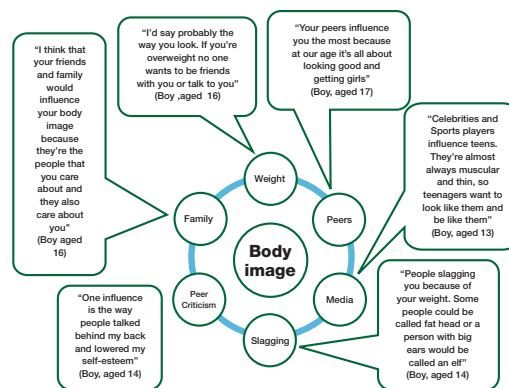 “I think that
your friends
and family
would
influence
your body
image
because
they're the
people that
you care
about and
they also
care about
you”
(Boy aged
16)
“I'd say probably the
way you look. If you're
overweight no one
wants to be friends
with you or talk to you”
(Boy ,aged 16)
“Your peers influence
you the most because
at our age it's all about
looking good and
getting girls”
(Boy, aged 17)
“Celebrities and
Sports players
influence teens.
They're almost
always muscular
and thin, so
teenagers want to
look like them and
be like them”
(Boy, aged 13)
Weight
Family
Peers
Body
image
Peer
Criticism
Media
Slagging
“One influence
is the way
people talked
behind my back
and lowered my
self-esteem”
(Boy, aged 14)
“People slagging
you because of
your weight. Some
people could be
called fat head or a
person with big
ears would be
called an elf”
(Boy, aged 14)